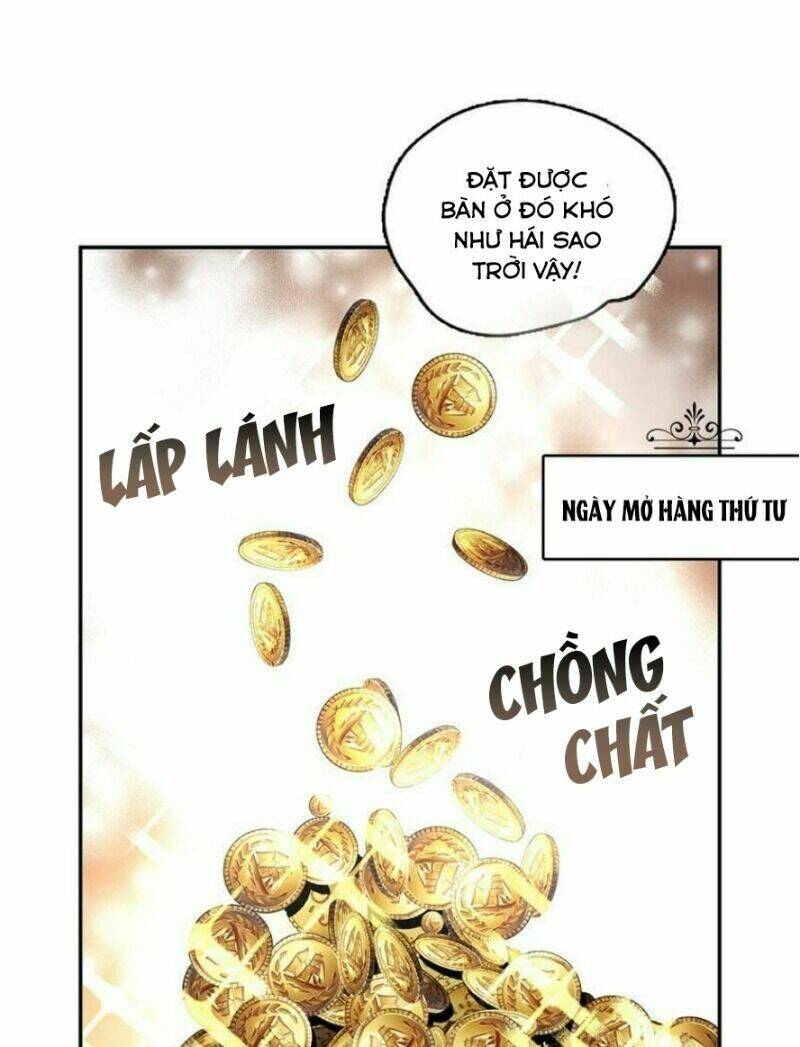 ĐẶT ĐƯỢC
BÀN Ở ĐÓ KHÓ
NHƯ HÁI SAO
TRỜI VẬY!
LẤP LÁNH
NGÀY MỞ HÀNG THỨ TƯ
CHỒNG
CHẤT